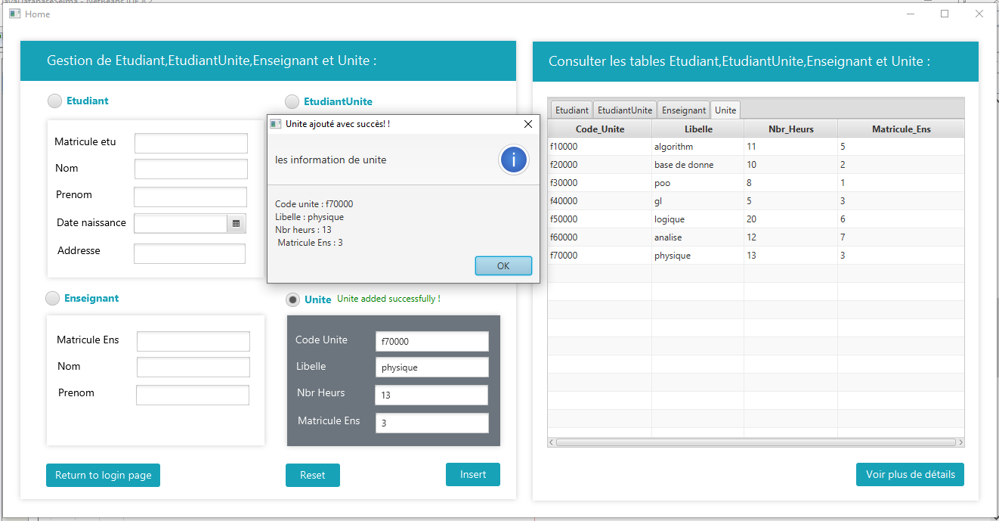 Home
Gestion de Etudiant,EtudiantUnite,Enseignant et Unite :
Etudiant
EtudiantUnite
Matricule etu
Nom
Prenom
Date naissance
Addresse
Unite ajouté avec succès! !
les information de unite
Code unite : f70000
Libelle : physique
Nbr heurs : 13
Matricule Ens : 3
OK
Enseignant
Unite Unite added successfully !
Matricule Ens
Nom
Prenom
Code Unite f70000
Libelle physique
Nbr Heurs 13
Matricule Ens 3
Return to login page
Reset
Insert
Consulter les tables Etudiant,EtudiantUnite,Enseignant et Unite :
Etudiant EtudiantUnite Enseignant Unite
Code_Unite Libelle Nbr_Heurs Matricule_Ens
f10000 algorithm 11 5
f20000 base de donne 10 2
f30000 poo 8 1
f40000 gl 5 3
f50000 logique 20 6
f60000 analise 12 7
f70000 physique 13 3
Voir plus de détails